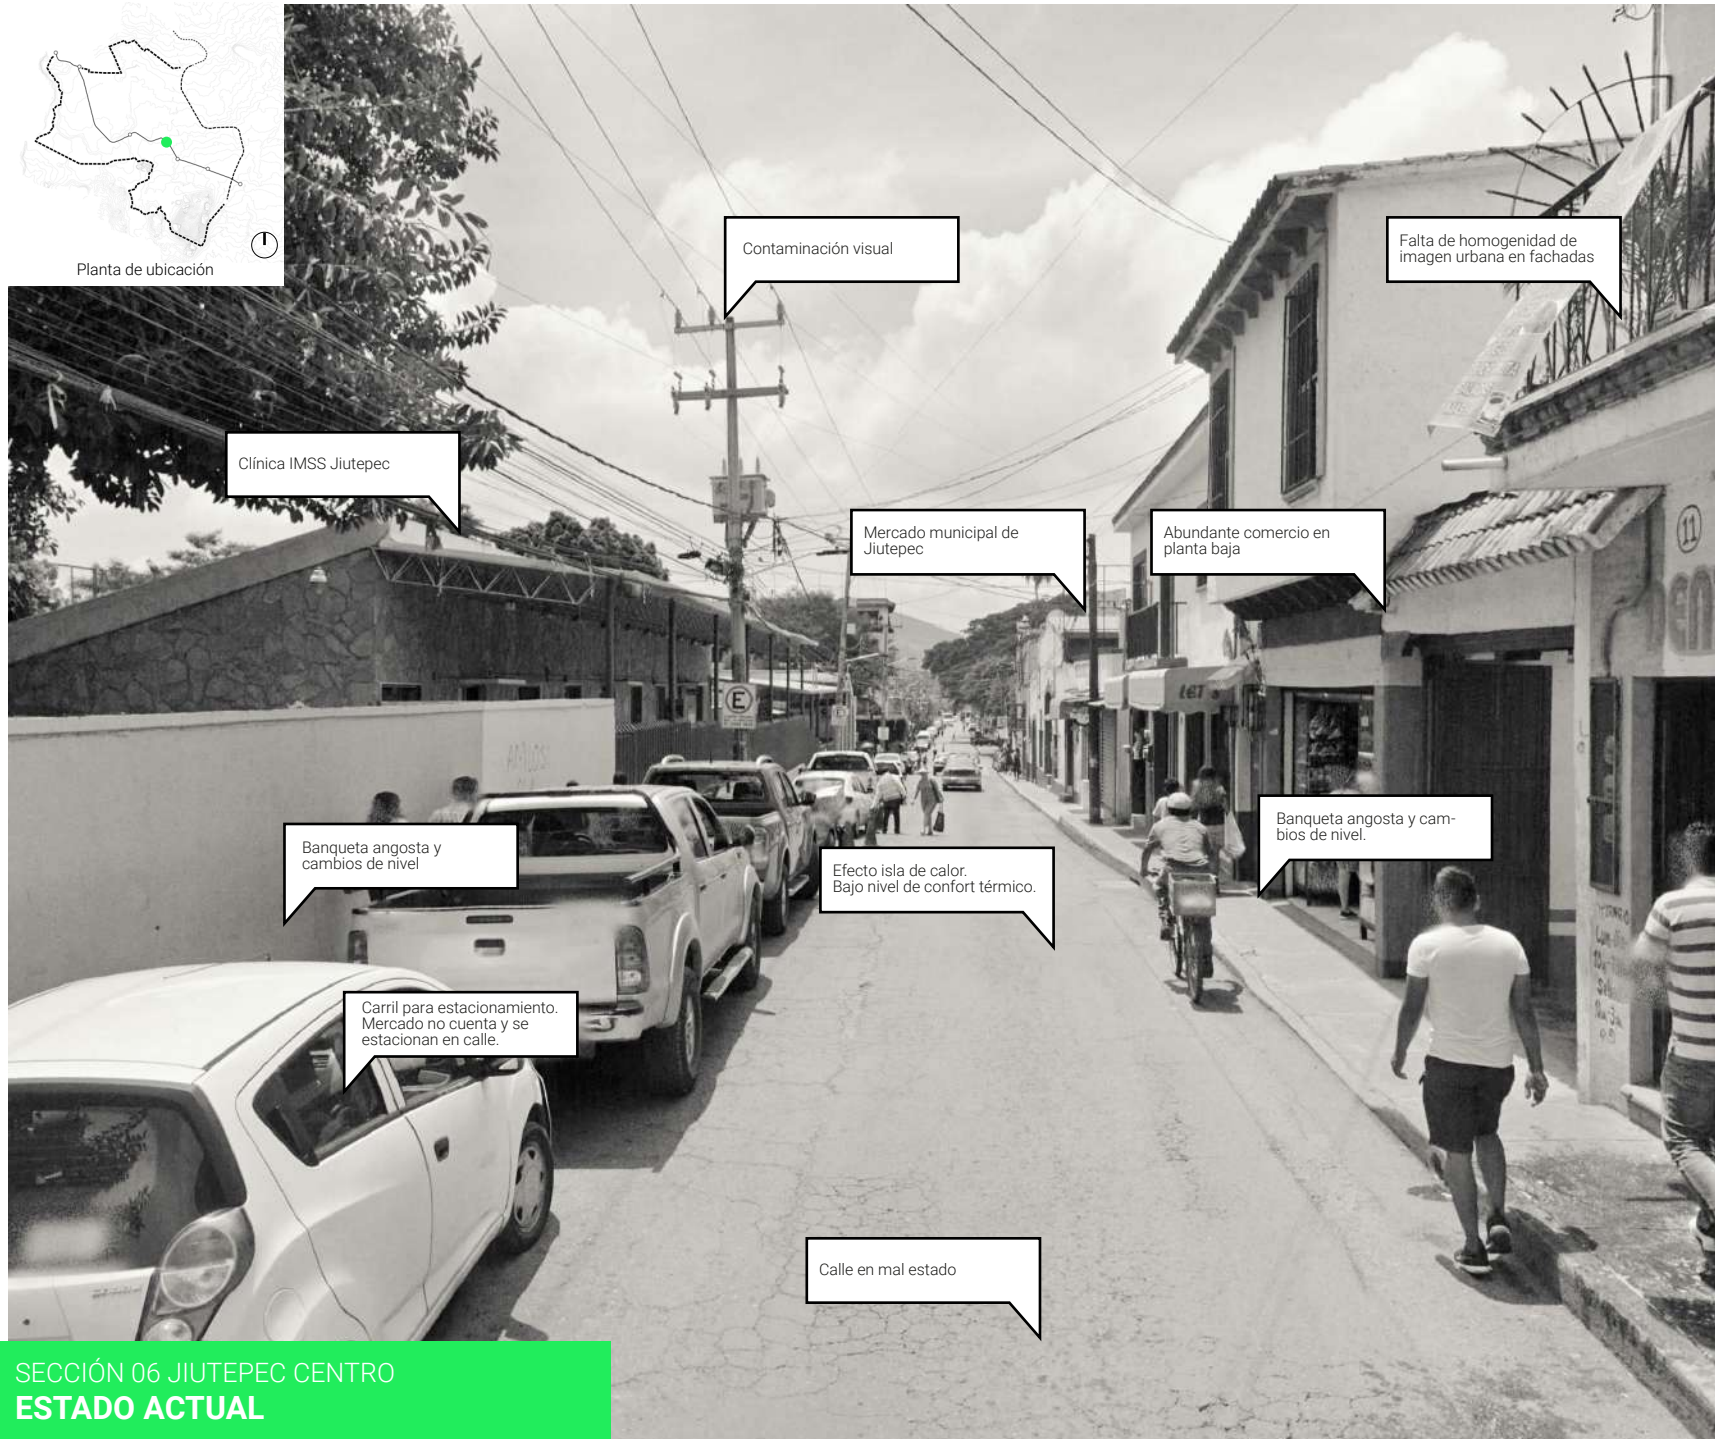 Planta de ubicación
Contaminación visual
Falta de homogenidad de
imagen urbana en fachadas
Clínica IMSS Jiutepec
Mercado municipal de
Jiutepec
Abundante comercio en
planta baja
11
E
Banqueta angosta y
cambios de nivel
Efecto isla de calor.
Bajo nivel de confort térmico.
Banqueta angosta y cam-
bios de nivel.
Carril para estacionamiento.
Mercado no cuenta y se
estacionan en calle.
Calle en mal estado
SECCIÓN 06 JIUTEPEC CENTRO
ESTADO ACTUAL